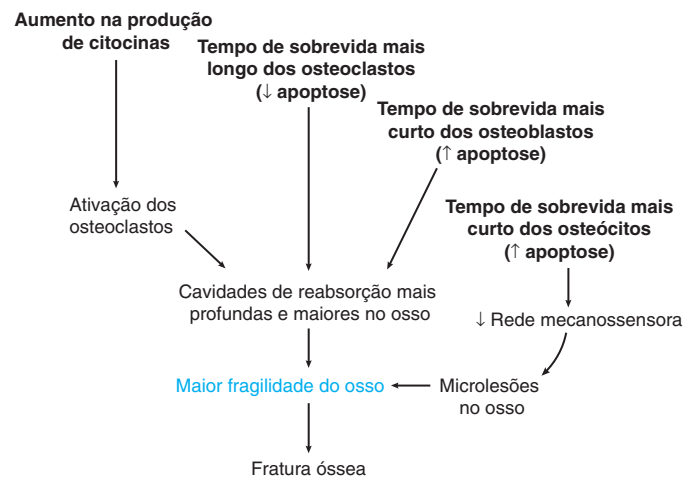 Aumento na produção
de citocinas
Tempo de sobrevida mais
longo dos osteoclastos
(↓ apoptose)
Tempo de sobrevida mais
curto dos osteoblastos
(↑ apoptose)
Ativação dos
osteoclastos
Tempo de sobrevida mais
curto dos osteócitos
(↑ apoptose)
Cavidades de reabsorção mais
profundas e maiores no osso
↓ Rede mecanossensora
Maior fragilidade do osso
Microlesões
no osso
Fratura óssea